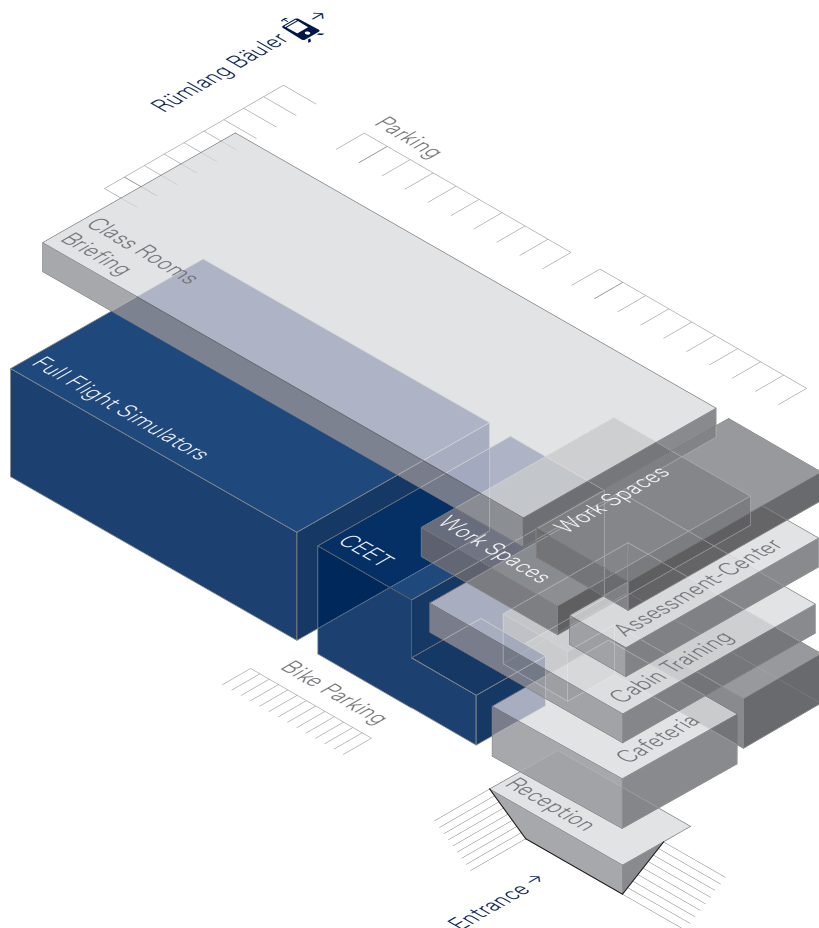 Rümlang Bäuler →
Parking
Class Rooms
Briefing
Full Flight Simulators
CEET
Work Spaces
Work Spaces
Assessment-Center
Cabin Training
Cafeteria
Bike Parking
Reception
Entrance →